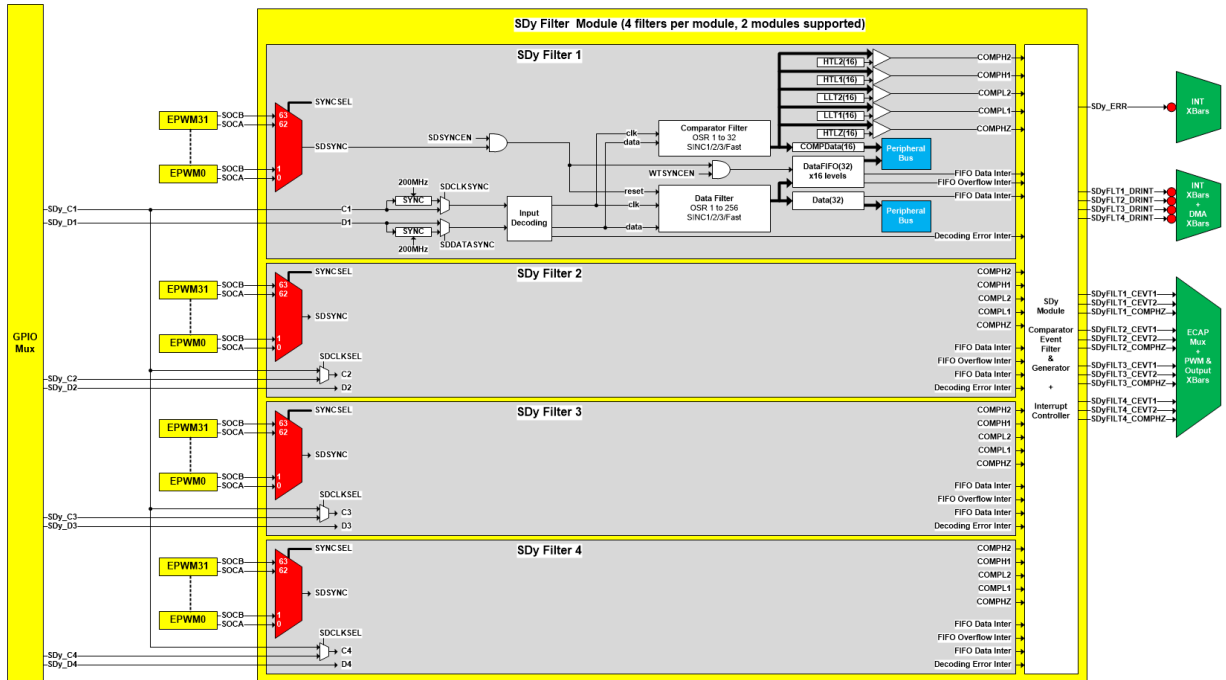 SDy Filter Module (4 filters per module, 2 modules supported)
SDy Filter 1
HTL2(16)
HTL1(16)
LLT2(16)
LLT1(16)
HTLZ(16)
COMPH2
COMPH1
COMPL2
COMPL1
COMPHZ
EPWM31
EPWM0
SOCB
SOCA
SOCB
SOCA
63
62
1
0
SYNCSEL
SDSYNC
SDSYNCEN
WTSYNCEN
clk
data
Comparator Filter
OSR 1 to 32
SINC1/2/3/Fast
COMPData(16)
DataFIFO(32)
x16 levels
Data(32)
Peripheral
Bus
Peripheral
Bus
reset
clk
data
Data Filter
OSR 1 to 256
SINC1/2/3/Fast
FIFO Data Inter
FIFO Overflow Inter
FIFO Data Inter
Decoding Error Inter
SDy_C1
SDy_D1
C1
D1
200MHz
SYNC
SDCLKSYNC
SYNC
200MHz
SDDATASYNC
Input
Decoding
SDy Filter 2
EPWM31
EPWM0
SOCB
SOCA
SOCB
SOCA
63
62
1
0
SYNCSEL
SDSYNC
SDCLKSEL
SDy_C2
SDy_D2
C2
D2
COMPH2
COMPH1
COMPL2
COMPL1
COMPHZ
FIFO Data Inter
FIFO Overflow Inter
FIFO Data Inter
Decoding Error Inter
SDy Filter 3
EPWM31
EPWM0
SOCB
SOCA
SOCB
SOCA
63
62
1
0
SYNCSEL
SDSYNC
SDCLKSEL
SDy_C3
SDy_D3
C3
D3
COMPH2
COMPH1
COMPL2
COMPL1
COMPHZ
FIFO Data Inter
FIFO Overflow Inter
FIFO Data Inter
Decoding Error Inter
SDy Filter 4
EPWM31
EPWM0
SOCB
SOCA
SOCB
SOCA
63
62
1
0
SYNCSEL
SDSYNC
SDCLKSEL
SDy_C4
SDy_D4
C4
D4
COMPH2
COMPH1
COMPL2
COMPL1
COMPHZ
FIFO Data Inter
FIFO Overflow Inter
FIFO Data Inter
Decoding Error Inter
GPIO
Mux
SDy
Module
Comparator
Event
Filter
&
Generator
+
Interrupt
Controller
SDy_ERR
INT
XBars
SDyFLT1_DRINT
SDyFLT2_DRINT
SDyFLT3_DRINT
SDyFLT4_DRINT
INT
XBars
+
DMA
XBars
SDyFILT1_CEVT1
SDyFILT1_CEVT2
SDyFILT1_COMPHZ
SDyFILT2_CEVT1
SDyFILT2_CEVT2
SDyFILT2_COMPHZ
SDyFILT3_CEVT1
SDyFILT3_CEVT2
SDyFILT3_COMPHZ
SDyFILT4_CEVT1
SDyFILT4_CEVT2
SDyFILT4_COMPHZ
ECAP
Mux
+
PWM &
Output
XBars